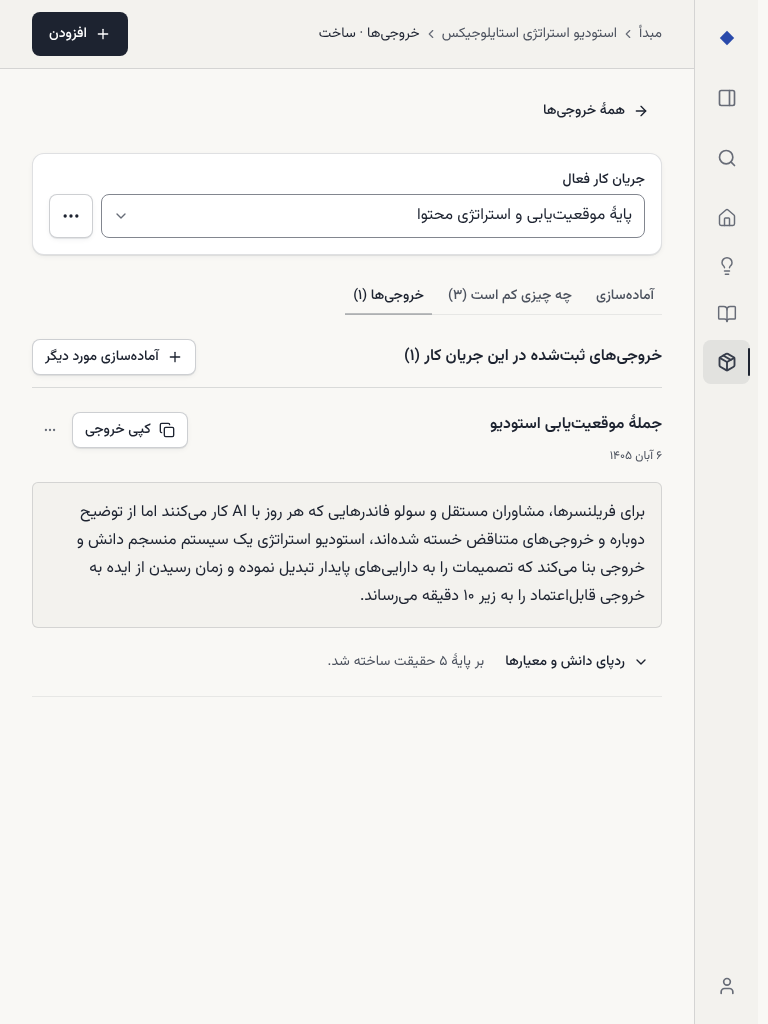 مبدأ › استودیو استراتژی استایلوجیکس › خروجی‌ها · ساخت
افزودن
همهٔ خروجی‌ها
جریان کار فعال
پایهٔ موقعیت‌یابی و استراتژی محتوا
آماده‌سازی
چه چیزی کم است (۳)
خروجی‌ها (۱)
خروجی‌های ثبت‌شده در این جریان کار (۱)
آماده‌سازی مورد دیگر
جملهٔ موقعیت‌یابی استودیو
کپی خروجی
۶ آبان ۱۴۰۵
برای فریلنسرها، مشاوران مستقل و سولو فاندرهایی که هر روز با AI کار می‌کنند اما از توضیح
دوباره و خروجی‌های متناقض خسته شده‌اند، استودیو استراتژی یک سیستم منسجم دانش و
خروجی بنا می‌کند که تصمیمات را به دارایی‌های پایدار تبدیل نموده و زمان رسیدن از ایده به
خروجی قابل‌اعتماد را به زیر ۱۰ دقیقه می‌رساند.
ردپای دانش و معیارها
بر پایهٔ ۵ حقیقت ساخته شد.